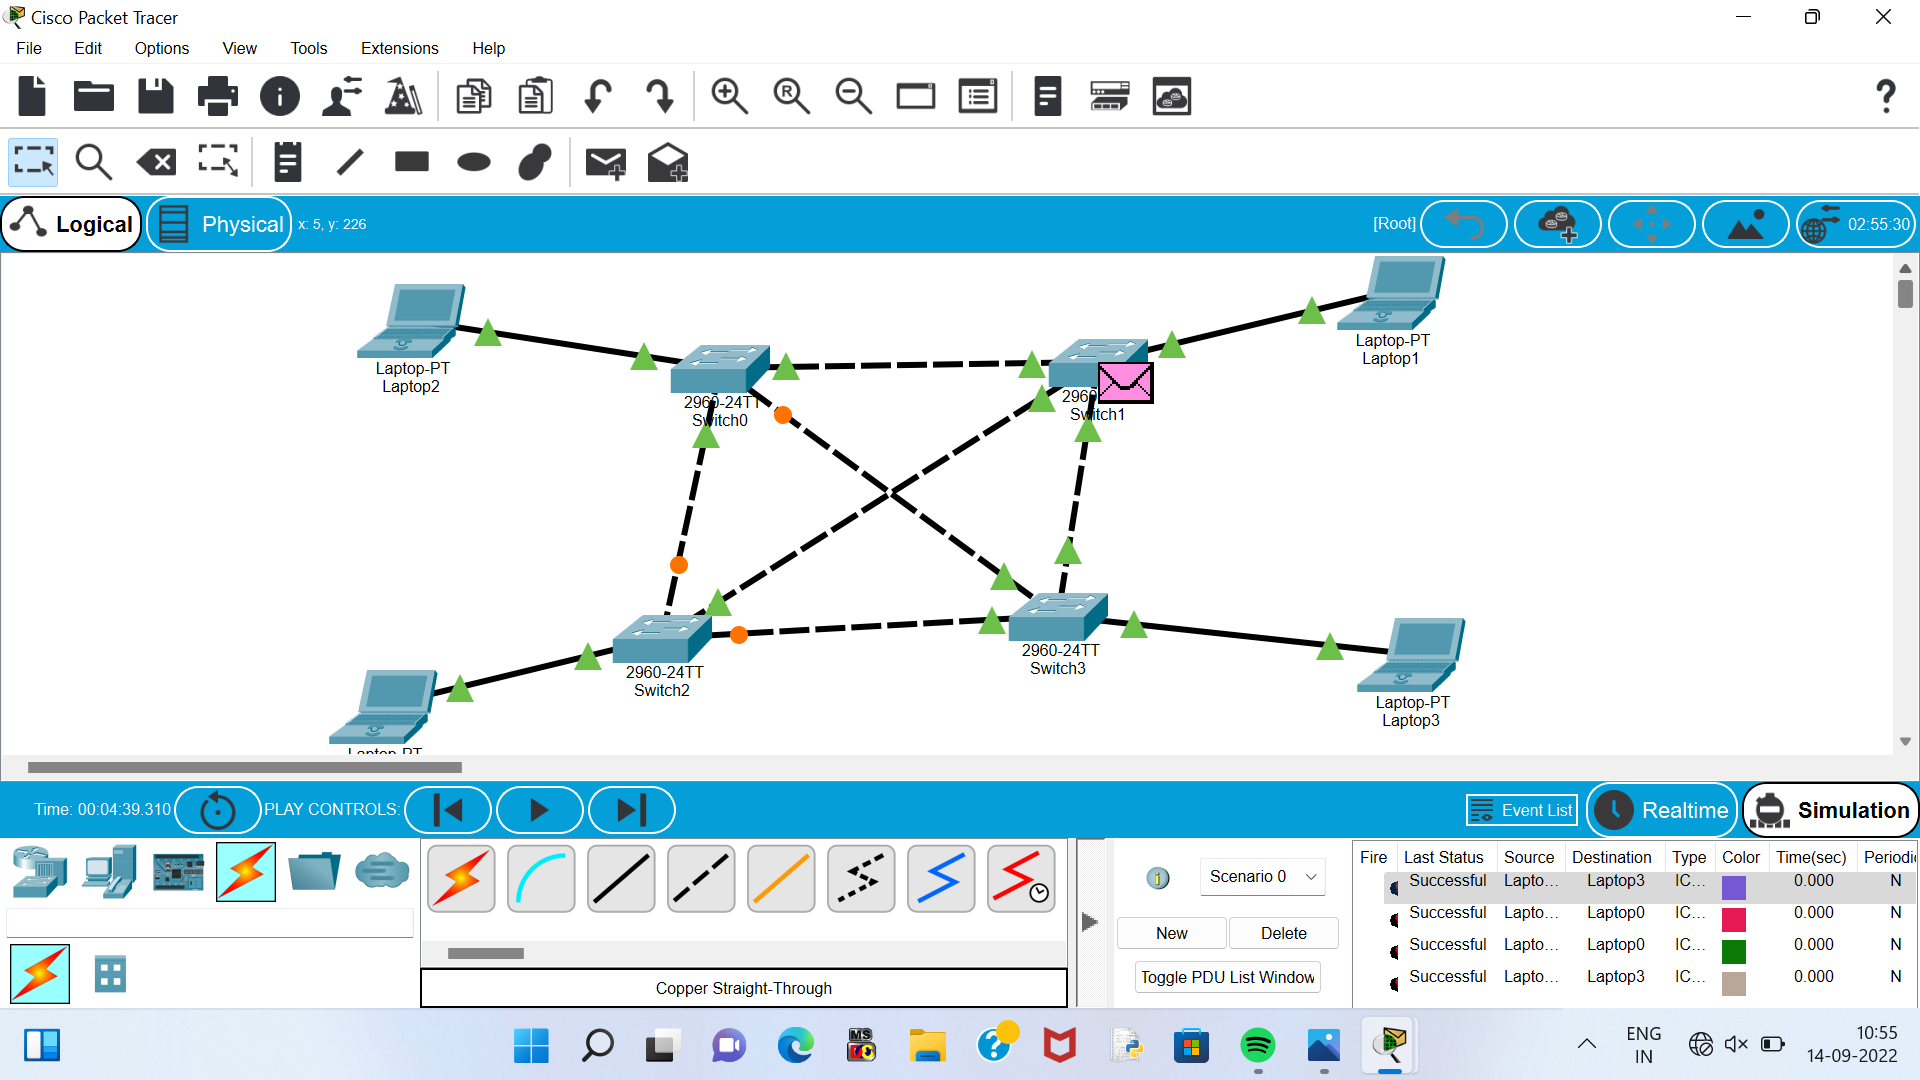 Cisco Packet Tracer
File Edit Options View Tools Extensions Help
R
Logical
Physical
x: 5, y: 226
[Root]
02:55:30
Laptop-PT
Laptop2
2960-24TT
Switch0
2960
Switch1
Laptop-PT
Laptop1
2960-24TT
Switch2
2960-24TT
Switch3
Laptop-PT
Laptop3
Laptop-PT
Time: 00:04:39.310
PLAY CONTROLS:
Event List
Realtime
Simulation
Scenario 0
New
Delete
Toggle PDU List Window
Copper Straight-Through
Fire Last Status Source Destination Type Color Time(sec) Periodic
Successful Lapto... Laptop3 IC... 0.000 N
Successful Lapto... Laptop0 IC... 0.000 N
Successful Lapto... Laptop0 IC... 0.000 N
Successful Lapto... Laptop3 IC... 0.000 N
MS
ENG
IN
10:55
14-09-2022